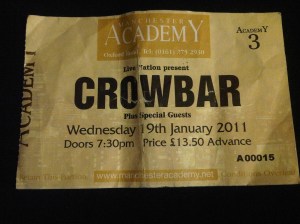 MANCHESTER
ACADEMY
ACADEMY
3
Live Nation present
CROWBAR
Plus Special Guests
Wednesday 19th January 2011
Doors 7:30pm Price £13.50 Advance
A00015
www.manchesteracademy.net
ACADEMY